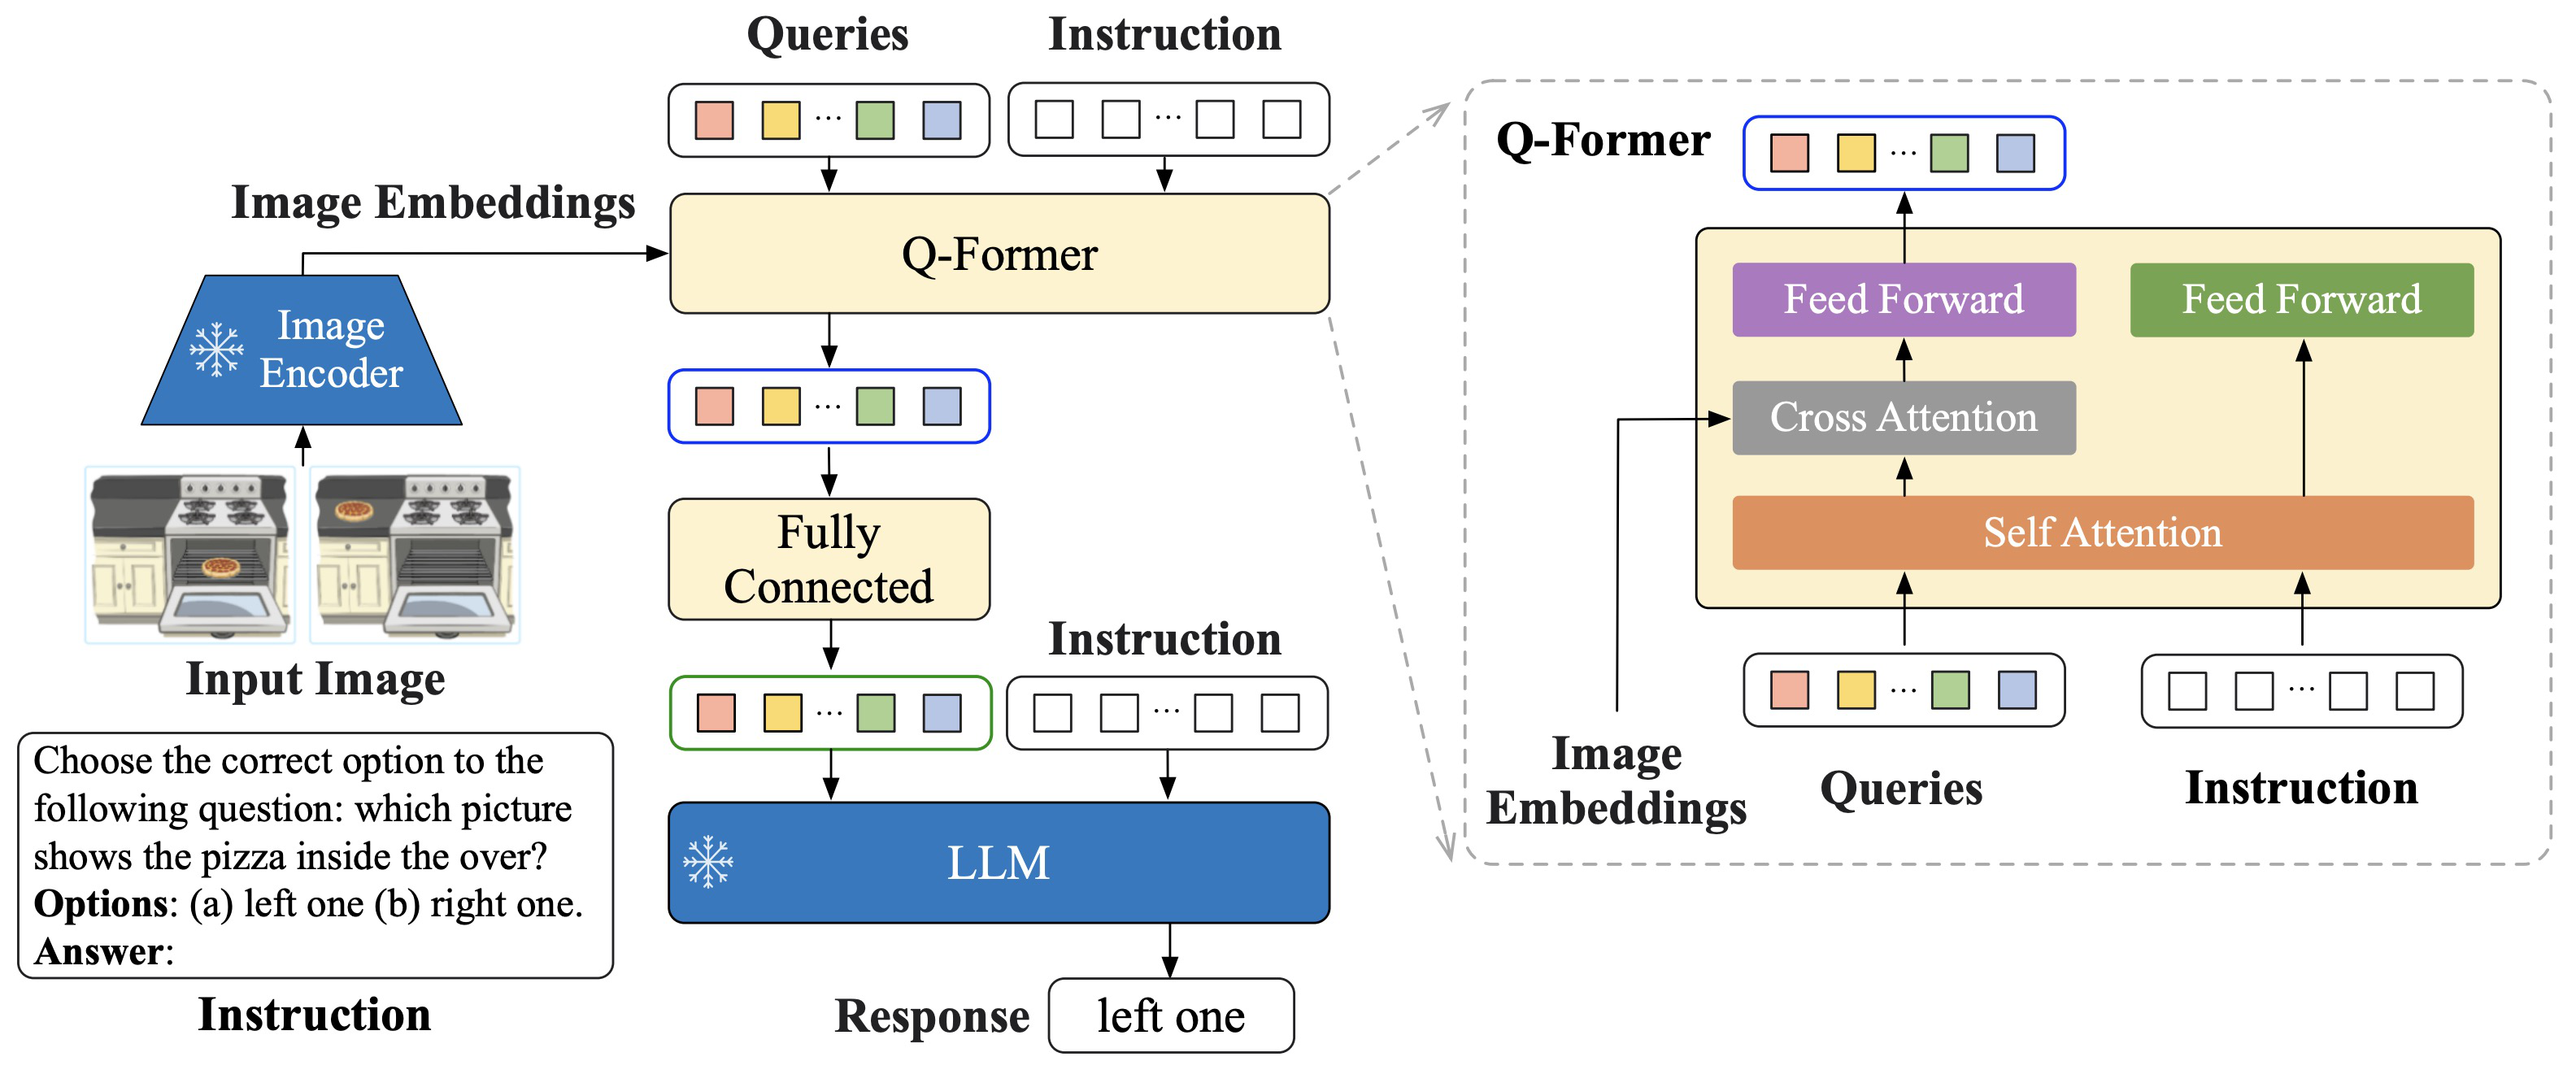 Queries
Instruction
···
···
Image Embeddings
Q-Former
Image
Encoder
···
Fully
Connected
Input Image
Instruction
···
···
Choose the correct option to the
following question: which picture
shows the pizza inside the over?
Options: (a) left one (b) right one.
Answer:
Instruction
LLM
Response
left one
Q-Former
···
Feed Forward
Feed Forward
Cross Attention
Self Attention
···
···
Image
Embeddings
Queries
Instruction